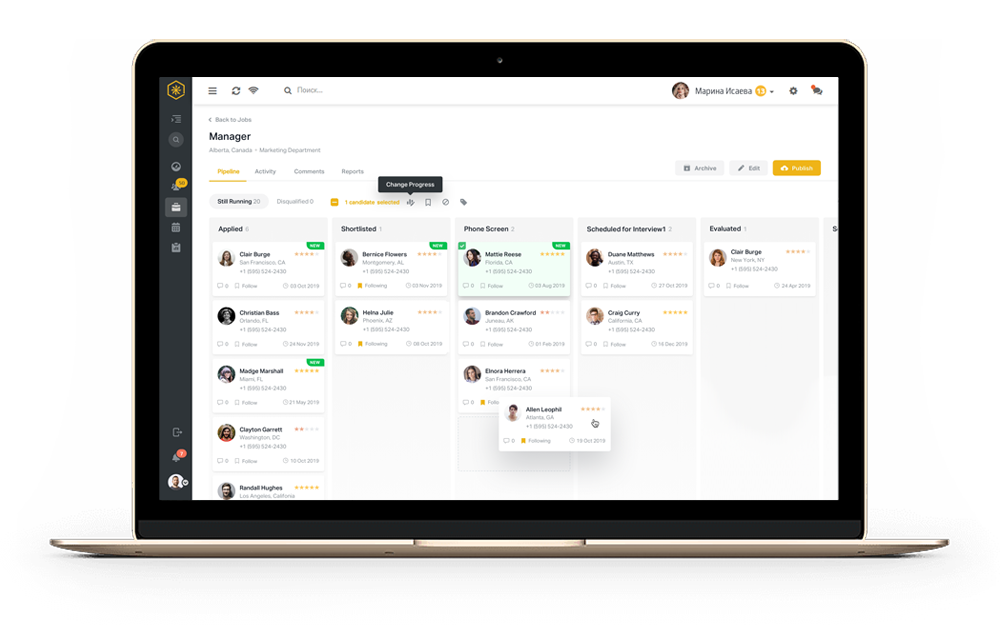 Поиск...
Марина Исаева 13
Back to Jobs
Manager
Alberta, Canada • Marketing Department
Archive
Edit
Publish
Pipeline
Activity
Comments
Reports
Change Progress
Still Running 20
Disqualified 0
1 candidate selected
10
7
Applied 6
NEW
Clair Burge
San Francisco, CA
+1 (595) 524-2430
0 Follow 03 Oct 2019
Christian Bass
Orlando, FL
+1 (595) 524-2430
0 Follow 24 Nov 2019
NEW
Madge Marshall
Miami, FL
+1 (595) 524-2430
0 Follow 21 May 2019
Clayton Garrett
Washington, DC
+1 (595) 524-2430
0 Follow 10 Oct 2019
Randall Hughes
Los Angeles, California
Shortlisted 1
NEW
Bernice Flowers
Montgomery, AL
+1 (595) 524-2430
0 Following 02 Nov 2019
Helna Julie
Phoenix, AZ
+1 (595) 524-2430
0 Following 08 Oct 2019
Phone Screen 2
NEW
Mattie Reese
Florida, CA
+1 (595) 524-2430
0 Follow 03 Aug 2019
Brandon Crawford
Juneau, AK
+1 (595) 524-2430
0 Follow 01 Feb 2019
Elnora Herrera
San Francisco, CA
+1 (595) 524-2430
0 Follo
Allen Leophil
Atlanta, GA
+1 (595) 524-2430
0 Following 19 Oct 2019
Scheduled for Interview1 2
Duane Matthews
Austin, TX
+1 (595) 524-2430
0 Follow 27 Oct 2019
Craig Curry
California, CA
+1 (595) 524-2430
0 Follow 16 Dec 2019
Evaluated 1
Clair Burge
New York, NY
+1 (595) 524-2430
0 Follow 24 Apr 2019
S